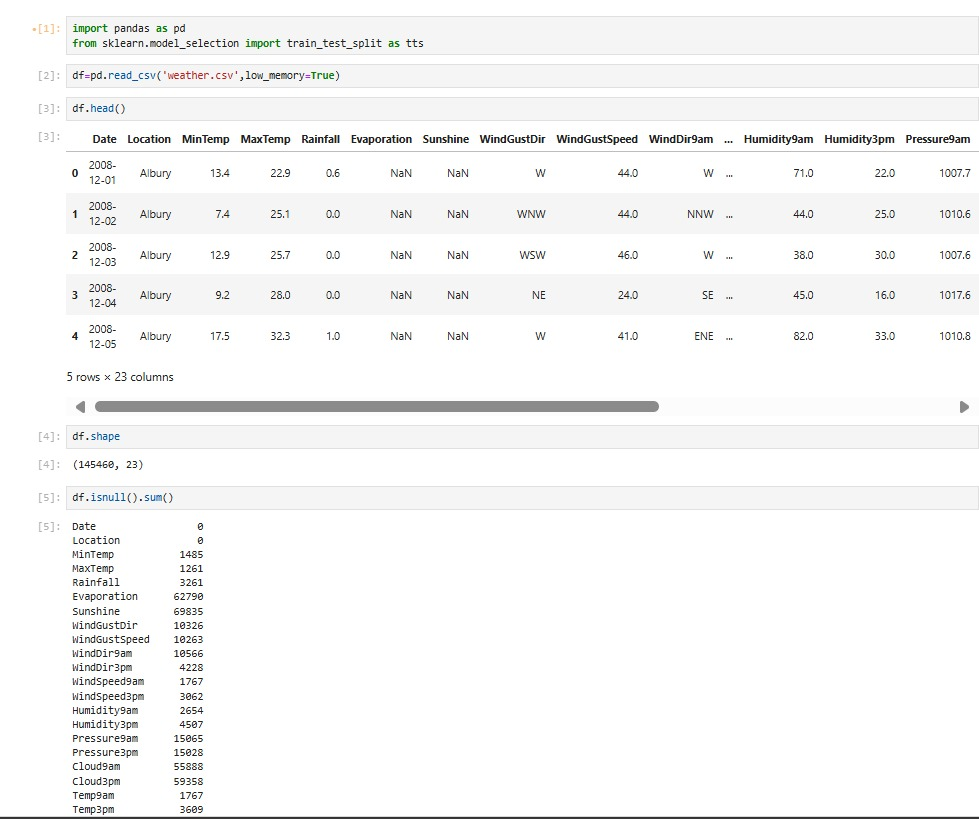 •[1]: import pandas as pd
from sklearn.model_selection import train_test_split as tts
[2]: df=pd.read_csv('weather.csv',low_memory=True)
[3]: df.head()
[3]: Date Location MinTemp MaxTemp Rainfall Evaporation Sunshine WindGustDir WindGustSpeed WindDir9am ... Humidity9am Humidity3pm Pressure9am
0 2008-12-01 Albury 13.4 22.9 0.6 NaN NaN W 44.0 W ... 71.0 22.0 1007.7
1 2008-12-02 Albury 7.4 25.1 0.0 NaN NaN WNW 44.0 NNW ... 44.0 25.0 1010.6
2 2008-12-03 Albury 12.9 25.7 0.0 NaN NaN WSW 46.0 W ... 38.0 30.0 1007.6
3 2008-12-04 Albury 9.2 28.0 0.0 NaN NaN NE 24.0 SE ... 45.0 16.0 1017.6
4 2008-12-05 Albury 17.5 32.3 1.0 NaN NaN W 41.0 ENE ... 82.0 33.0 1010.8
5 rows × 23 columns
[4]: df.shape
[4]: (145460, 23)
[5]: df.isnull().sum()
[5]: Date 0
Location 0
MinTemp 1485
MaxTemp 1261
Rainfall 3261
Evaporation 62790
Sunshine 69835
WindGustDir 10326
WindGustSpeed 10263
WindDir9am 10566
WindDir3pm 4228
WindSpeed9am 1767
WindSpeed3pm 3062
Humidity9am 2654
Humidity3pm 4507
Pressure9am 15065
Pressure3pm 15028
Cloud9am 55888
Cloud3pm 59358
Temp9am 1767
Temp3pm 3609